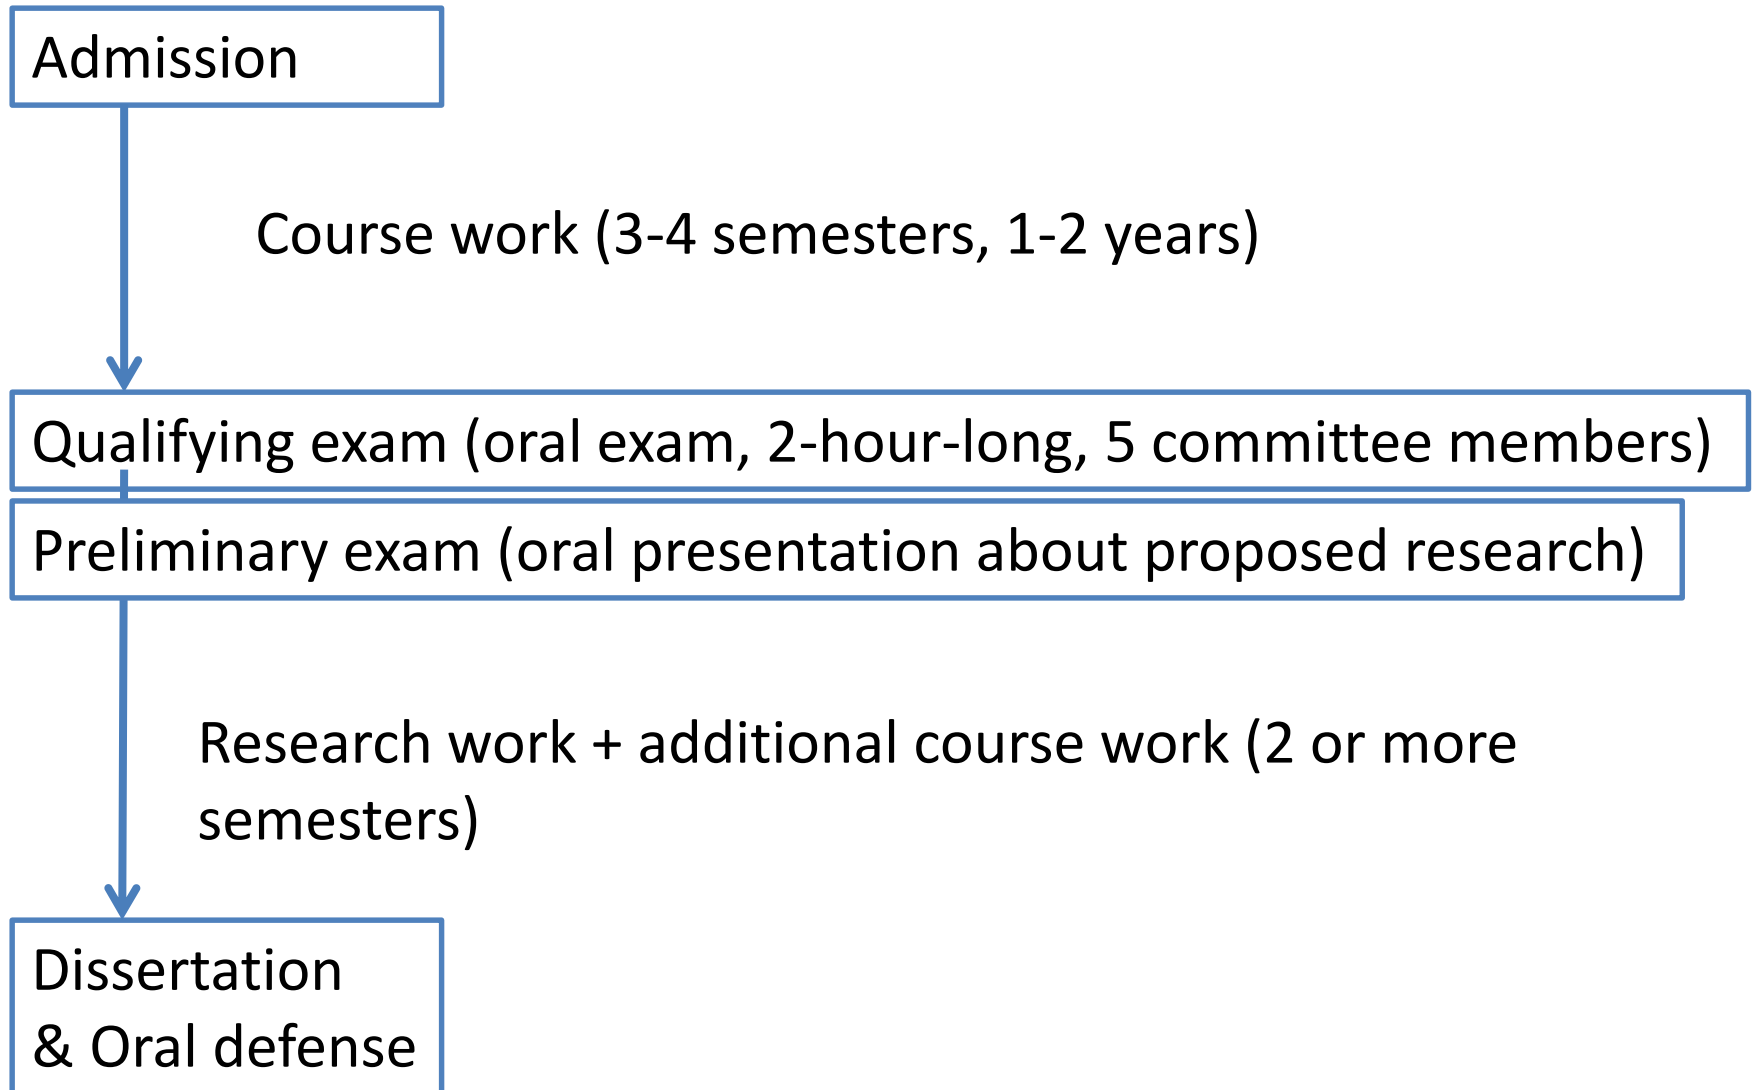 Admission
Course work (3-4 semesters, 1-2 years)
Qualifying exam (oral exam, 2-hour-long, 5 committee members)
Preliminary exam (oral presentation about proposed research)
Research work + additional course work (2 or more
semesters)
Dissertation
& Oral defense